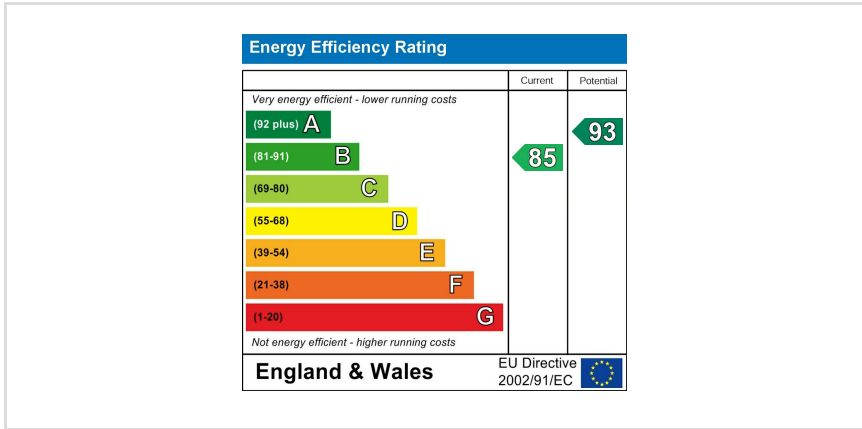 Energy Efficiency Rating
Current Potential
Very energy efficient - lower running costs
(92 plus) A
93
(81-91) B
85
(69-80) C
(55-68) D
(39-54) E
(21-38) F
(1-20) G
Not energy efficient - higher running costs
England & Wales
EU Directive
2002/91/EC